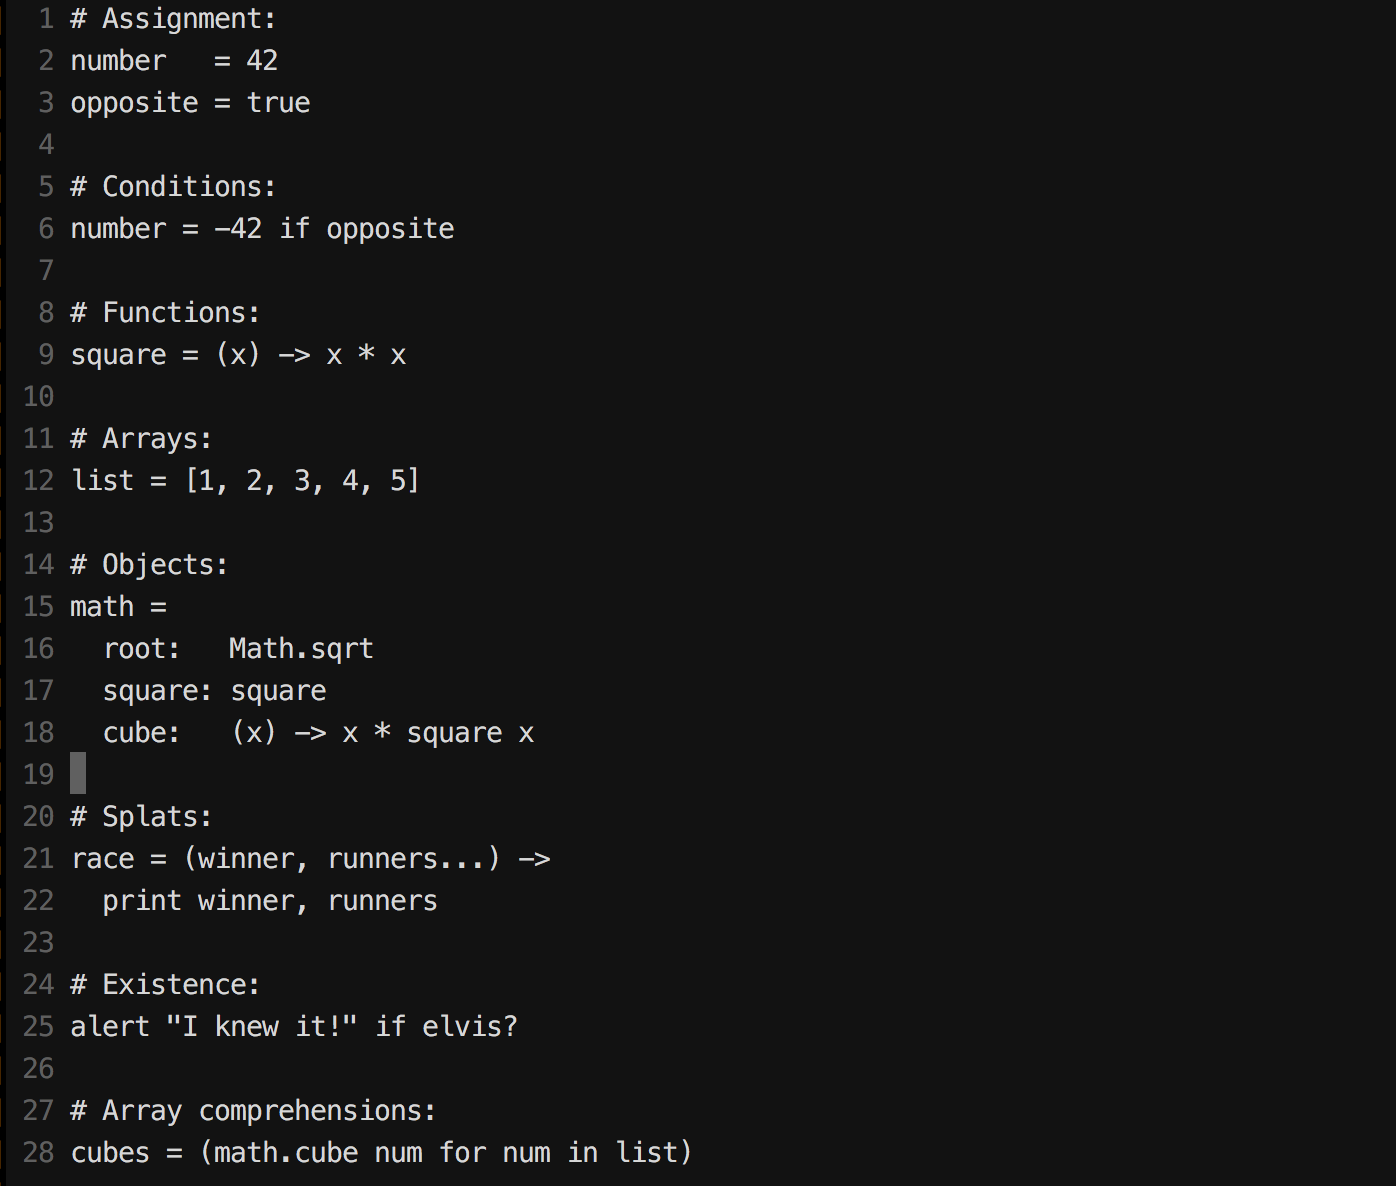 1 # Assignment:
2 number   = 42
3 opposite = true
4
5 # Conditions:
6 number = -42 if opposite
7
8 # Functions:
9 square = (x) -> x * x
10
11 # Arrays:
12 list = [1, 2, 3, 4, 5]
13
14 # Objects:
15 math =
16   root:   Math.sqrt
17   square: square
18   cube:   (x) -> x * square x
19
20 # Splats:
21 race = (winner, runners...) ->
22   print winner, runners
23
24 # Existence:
25 alert "I knew it!" if elvis?
26
27 # Array comprehensions:
28 cubes = (math.cube num for num in list)